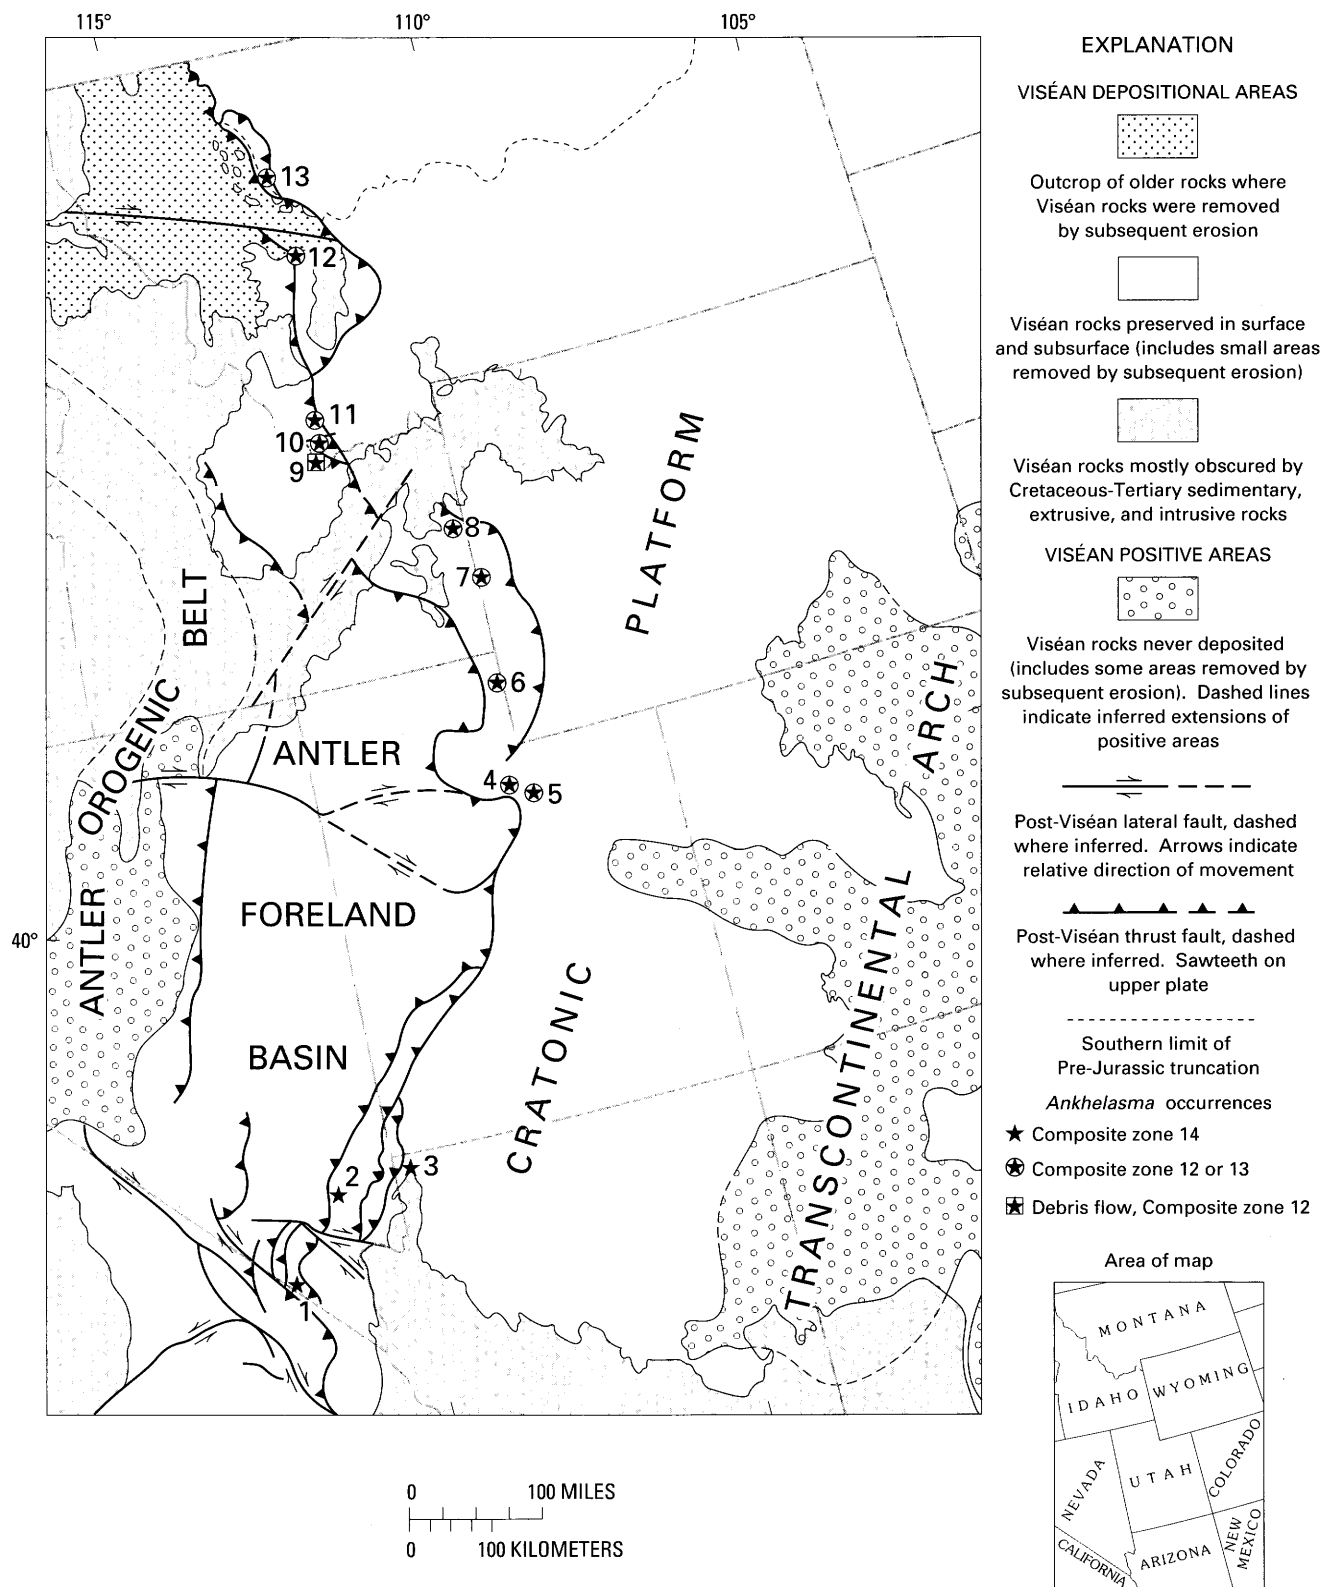 115°
110°
105°
13
12
11
10
9
8
7
6
4
5
3
2
1
40°
PLATFORM
CRATONIC
ANTLER
OROGENIC
BELT
ANTLER
FORELAND
BASIN
TRANSCONTINENTAL
ARCH
EXPLANATION
VISÉAN DEPOSITIONAL AREAS
Outcrop of older rocks where
Viséan rocks were removed
by subsequent erosion
Viséan rocks preserved in surface
and subsurface (includes small areas
removed by subsequent erosion)
Viséan rocks mostly obscured by
Cretaceous-Tertiary sedimentary,
extrusive, and intrusive rocks
VISÉAN POSITIVE AREAS
Viséan rocks never deposited
(includes some areas removed by
subsequent erosion). Dashed lines
indicate inferred extensions of
positive areas
Post-Viséan lateral fault, dashed
where inferred. Arrows indicate
relative direction of movement
Post-Viséan thrust fault, dashed
where inferred. Sawteeth on
upper plate
Southern limit of
Pre-Jurassic truncation
Ankhelasma occurrences
Composite zone 14
Composite zone 12 or 13
Debris flow, Composite zone 12
Area of map
MONTANA
IDAHO
WYOMING
NEVADA
UTAH
COLORADO
CALIFORNIA
ARIZONA
NEW
MEXICO
0 100 MILES
0 100 KILOMETERS